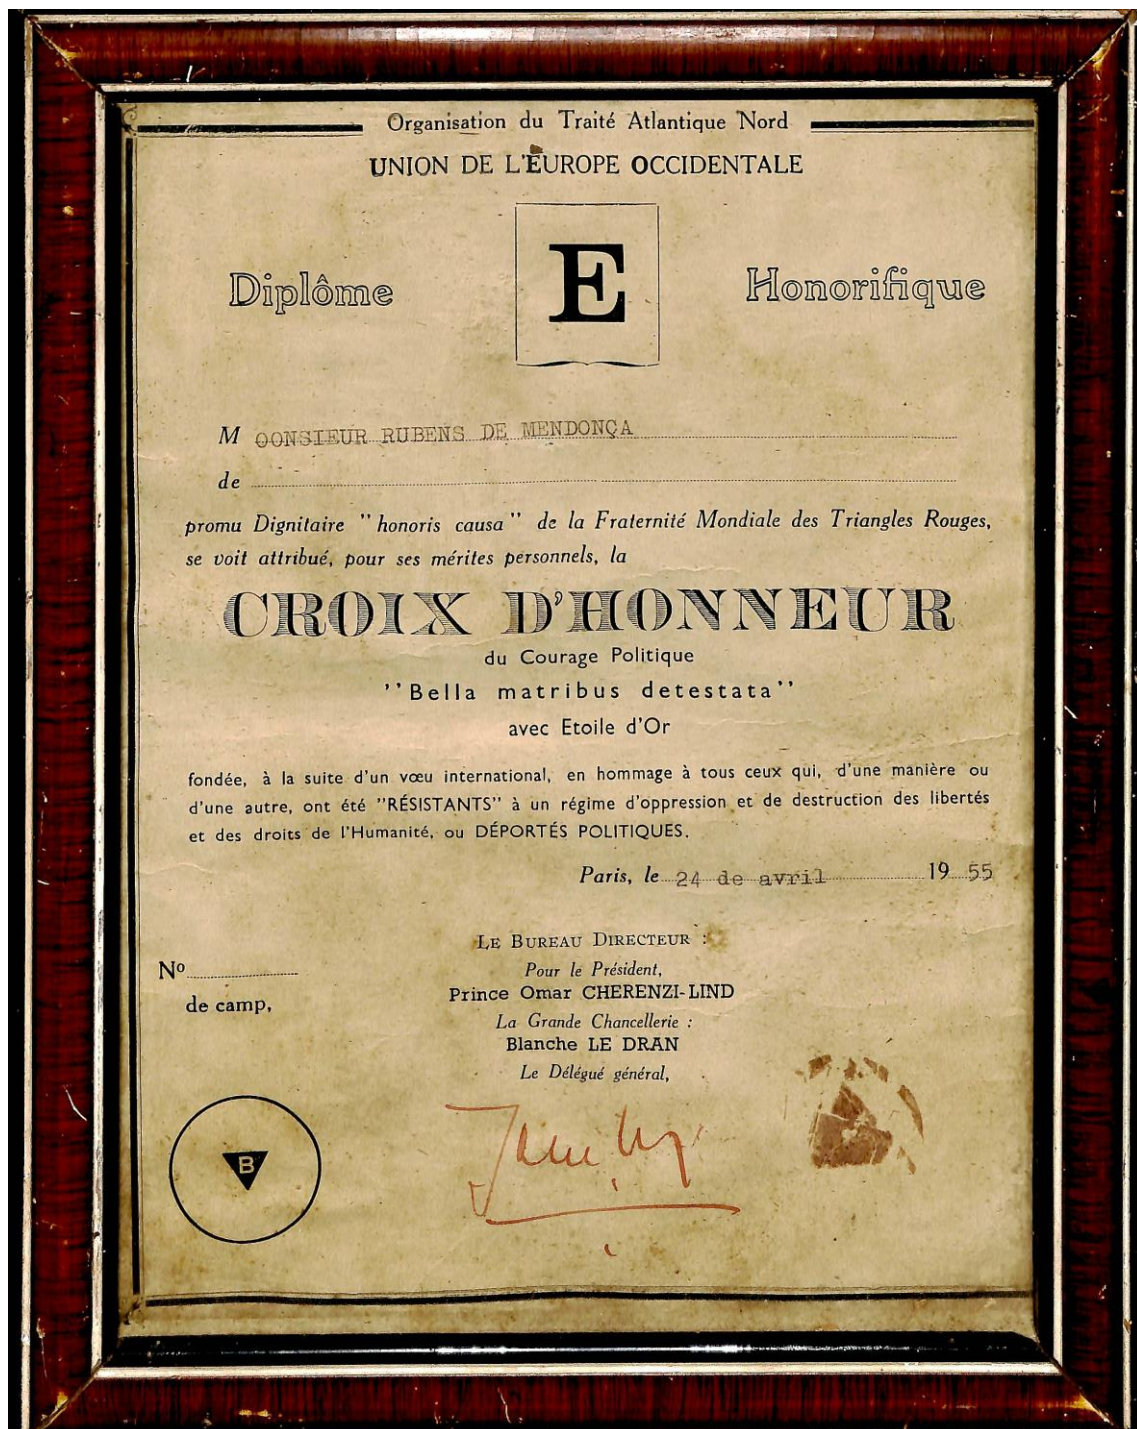 Organisation du Traité Atlantique Nord
UNION DE L'EUROPE OCCIDENTALE
Diplôme E Honorifique
M OONSIEUR RUBENS DE MENDONÇA
de
promu Dignitaire "honoris causa" de la Fraternité Mondiale des Triangles Rouges,
se voit attribué, pour ses mérites personnels, la
CROIX D'HONNEUR
du Courage Politique
''Bella matribus detestata''
avec Etoile d'Or
fondée, à la suite d'un vœu international, en hommage à tous ceux qui, d'une manière ou
d'une autre, ont été "RÉSISTANTS" à un régime d'oppression et de destruction des libertés
et des droits de l'Humanité, ou DÉPORTÉS POLITIQUES.
Paris, le 24 de avril 19 55
LE BUREAU DIRECTEUR :
Nº
de camp,
Pour le Président,
Prince Omar CHERENZI-LIND
La Grande Chancellerie :
Blanche LE DRAN
Le Délégué général,
B